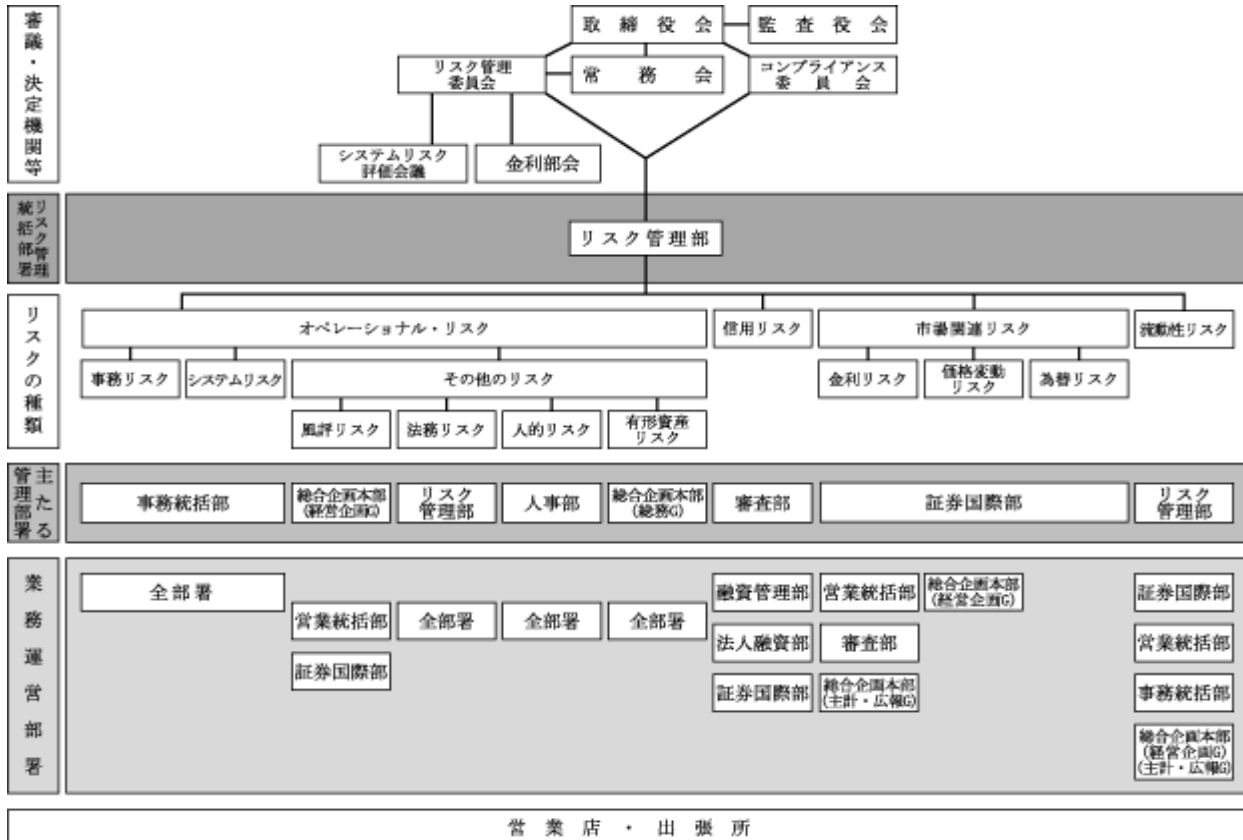 審議・決定機関等
取締役会
監査役会
リスク管理
委員会
常務会
コンプライアンス
委員会
システムリスク
評価会議
金利部会
リスク管理
統括部署
リスク管理部
リスクの種類
オペレーショナル・リスク
信用リスク
市場関連リスク
流動性リスク
事務リスク
システムリスク
その他のリスク
金利リスク
価格変動
リスク
為替リスク
風評リスク
法務リスク
人的リスク
有形資産
リスク
主たる
管理部署
事務統括部
総合企画本部
(経営企画G)
リスク
管理部
人事部
総合企画本部
(総務G)
審査部
証券国際部
リスク
管理部
業務運営部署
全部署
営業統括部
証券国際部
全部署
全部署
全部署
融資管理部
法人融資部
証券国際部
営業統括部
審査部
総合企画本部
(主計・広報G)
総合企画本部
(経営企画G)
証券国際部
営業統括部
事務統括部
総合企画本部
(経営企画G)
(主計・広報G)
営業店・出張所